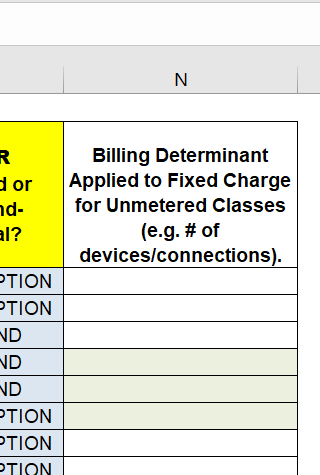 N
R
d or
nd-
al?
Billing Determinant
Applied to Fixed Charge
for Unmetered Classes
(e.g. # of
devices/connections).
PTION
PTION
ND
ND
ND
PTION
PTION
PTION